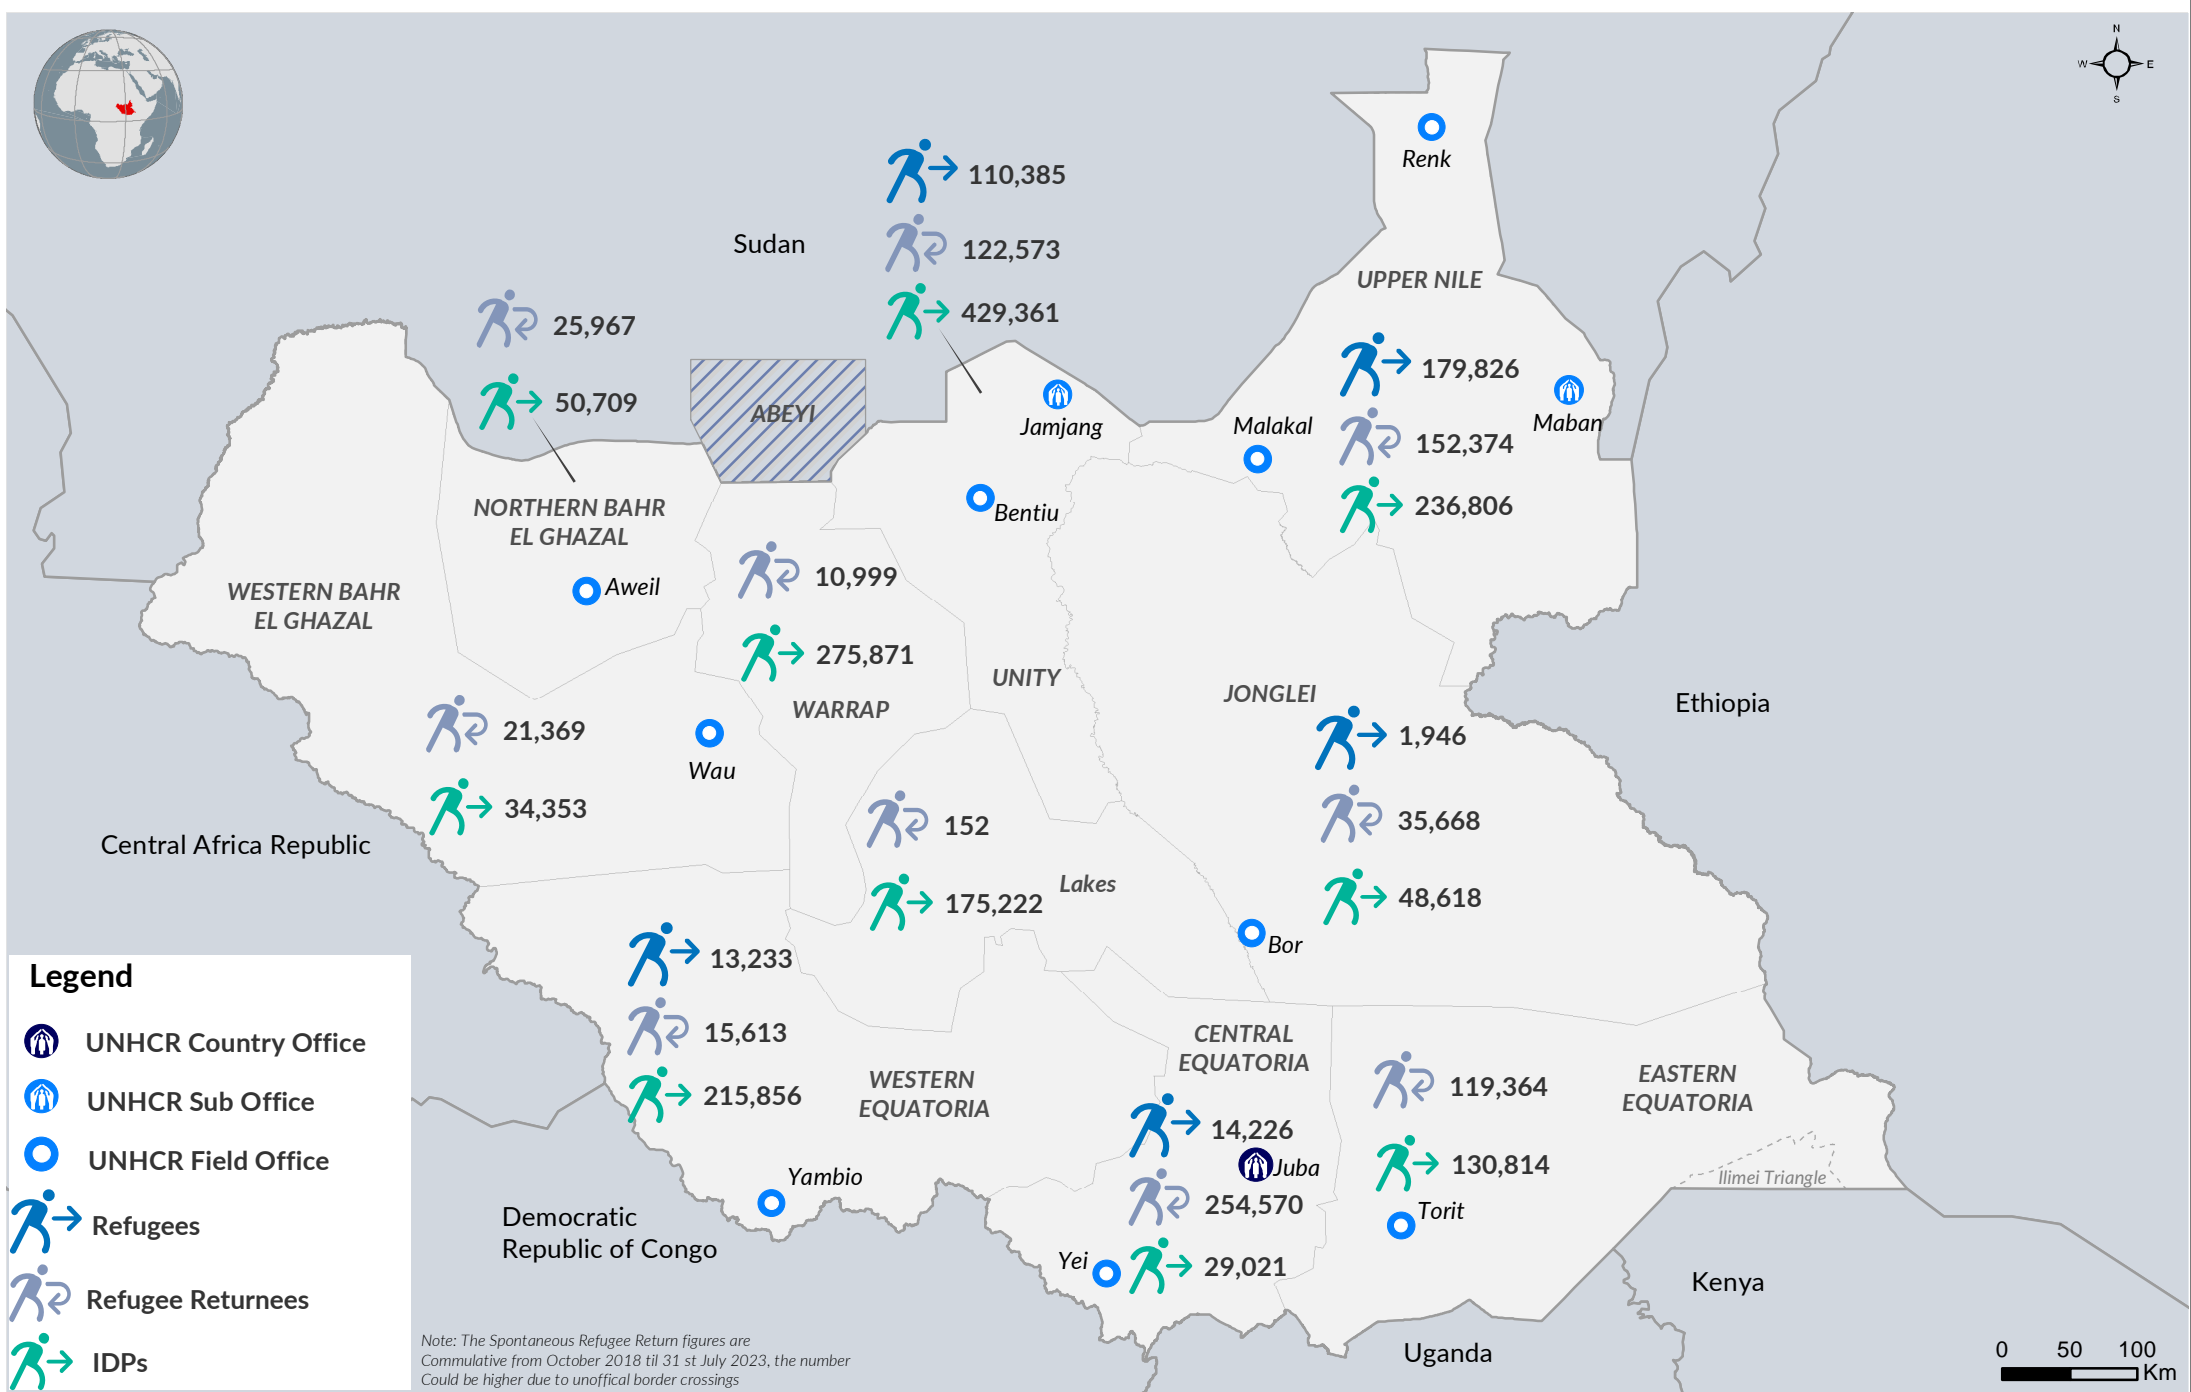 N
W E
S
Renk
110,385
Sudan
122,573
UPPER NILE
429,361
25,967
179,826
50,709
ABEYI
Jamjang
Malakal
Maban
152,374
NORTHERN BAHR
EL GHAZAL
Bentiu
236,806
10,999
Aweil
WESTERN BAHR
EL GHAZAL
275,871
UNITY
JONGLEI
WARRAP
Ethiopia
21,369
1,946
Wau
34,353
152
35,668
Central Africa Republic
Lakes
175,222
48,618
Bor
13,233
15,613
CENTRAL
EQUATORIA
WESTERN
EQUATORIA
215,856
119,364
EASTERN
EQUATORIA
14,226
Juba
130,814
Ilimei Triangle
Yambio
254,570
Torit
Democratic
Republic of Congo
Yei
29,021
Kenya
Uganda
Legend
UNHCR Country Office
UNHCR Sub Office
UNHCR Field Office
Refugees
Refugee Returnees
IDPs
Note: The Spontaneous Refugee Return figures are
Commulative from October 2018 til 31 st July 2023, the number
Could be higher due to unoffical border crossings
0 50 100
Km